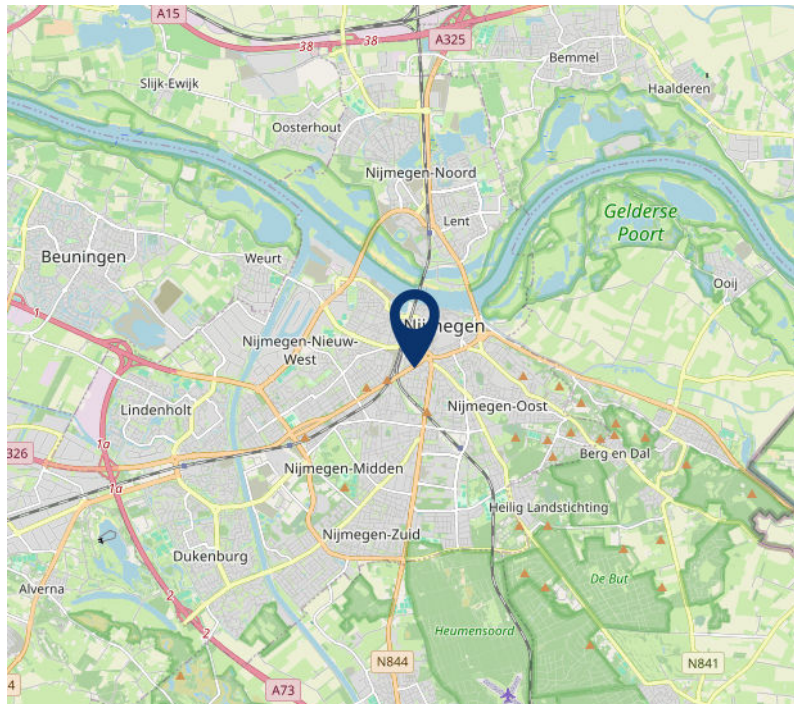 A15
38
38
A325
Bemmel
Slijk-Ewijk
Haalderen
Oosterhout
Nijmegen-Noord
Lent
Gelderse
Poort
Beuningen
Weurt
Ooij
1
Nijmegen
Nijmegen-Nieuw-
West
Lindenholt
Nijmegen-Oost
1a
326
Berg en Dal
Nijmegen-Midden
1a
Heilig Landstichting
Nijmegen-Zuid
Dukenburg
De But
Alverna
2
2
Heumensoord
N844
N841
4
A73